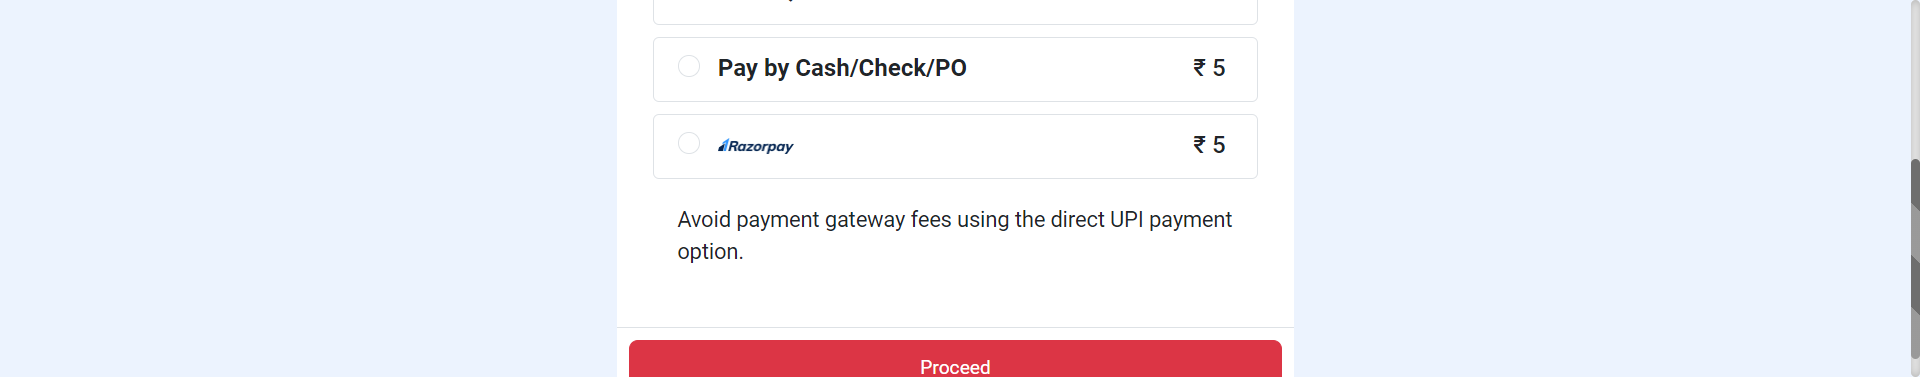 Pay by Cash/Check/PO ₹ 5
Razorpay ₹ 5
Avoid payment gateway fees using the direct UPI payment
option.
Proceed